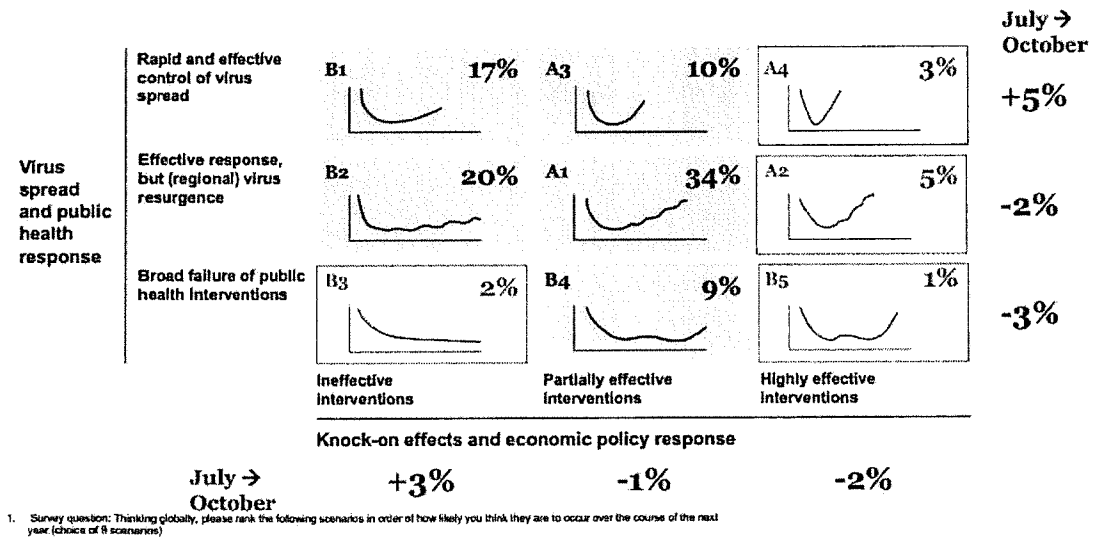 July →
October
Rapid and effective
control of virus
spread
B1 17%
A3 10%
A4 3%
+5%
Virus
spread
and public
health
response
Effective response,
but (regional) virus
resurgence
B2 20%
A1 34%
A2 5%
-2%
Broad failure of public
health interventions
B3 2%
B4 9%
B5 1%
-3%
Ineffective
interventions
Partially effective
interventions
Highly effective
interventions
Knock-on effects and economic policy response
July →
October
+3%
-1%
-2%
1. Survey question: Thinking globally, please rank the following scenarios in order of how likely you think they are to occur over the course of the next
year (choice of 9 scenarios)